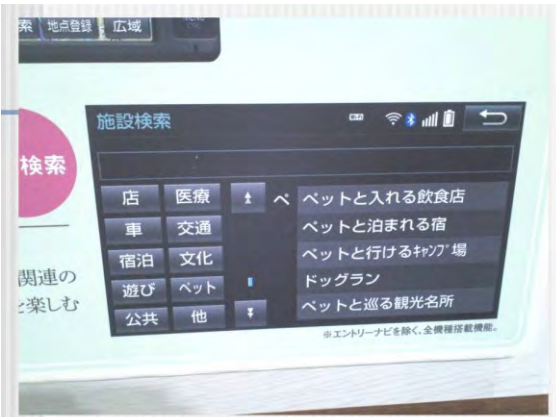 索 地点登録 広域
検索
関連の
を楽しむ
施設検索
店 医療
車 交通
宿泊 文化
遊び ペット
公共 他
ペ ペットと入れる飲食店
ペットと泊まれる宿
ペットと行けるキャンプ場
ドッグラン
ペットと巡る観光名所
※エントリーナビを除く、全機種搭載機能。